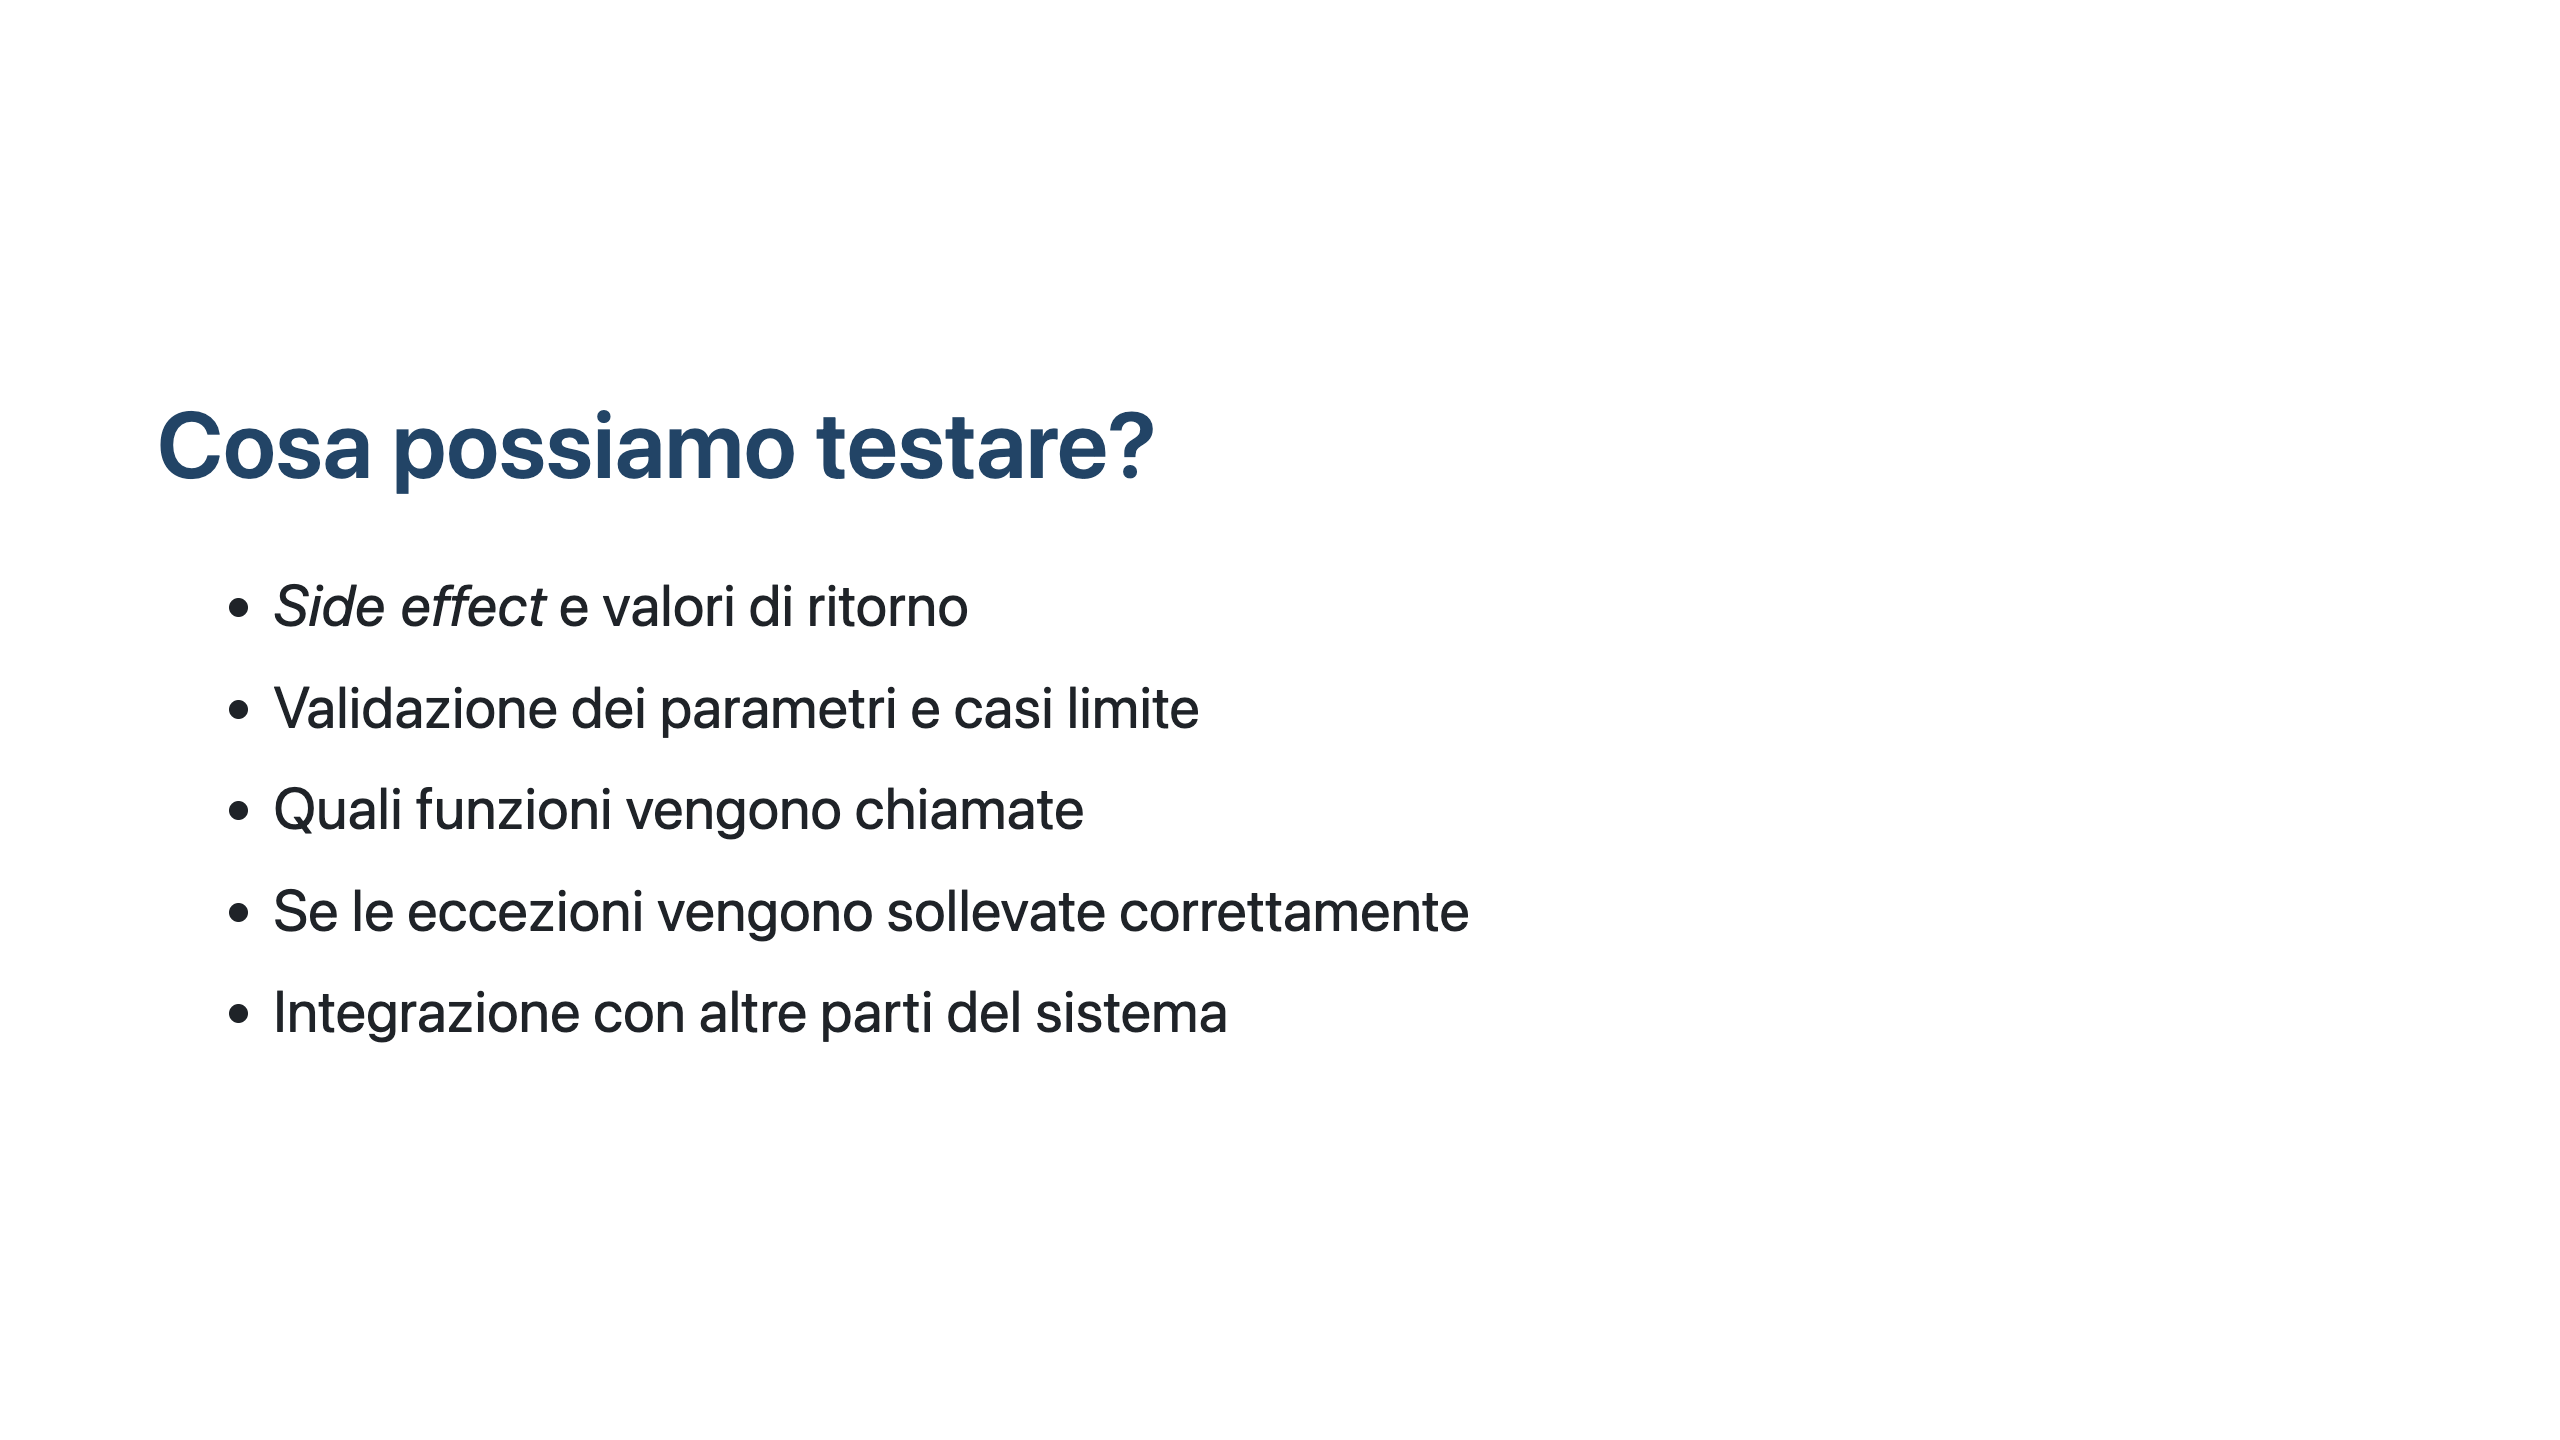 Cosa possiamo testare?
Side effect e valori di ritorno
Validazione dei parametri e casi limite
Quali funzioni vengono chiamate
Se le eccezioni vengono sollevate correttamente
Integrazione con altre parti del sistema